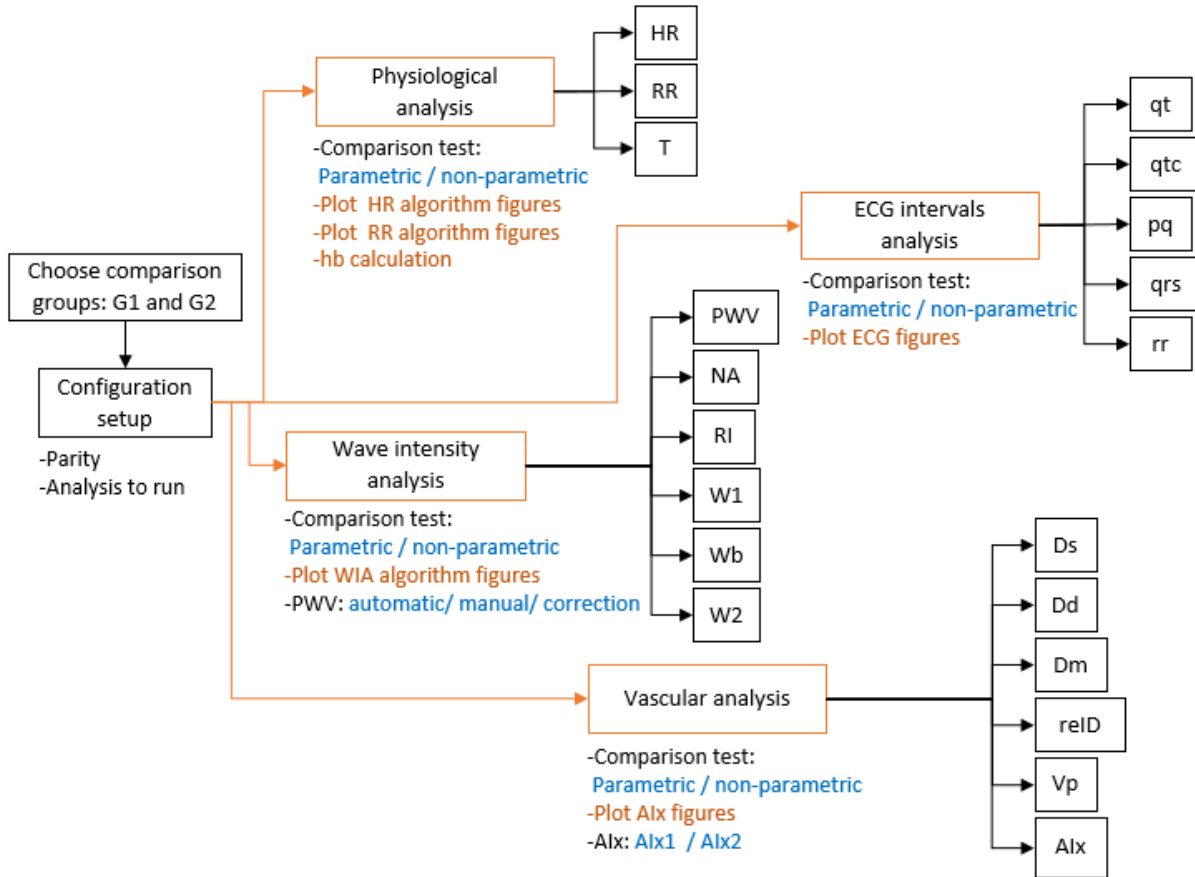 Choose comparison
groups: G1 and G2
Configuration
setup
-Parity
-Analysis to run
Physiological
analysis
-Comparison test:
Parametric / non-parametric
-Plot HR algorithm figures
-Plot RR algorithm figures
-hb calculation
HR
RR
T
ECG intervals
analysis
-Comparison test:
Parametric / non-parametric
-Plot ECG figures
qt
qtc
pq
qrs
rr
Wave intensity
analysis
-Comparison test:
Parametric / non-parametric
-Plot WIA algorithm figures
-PWV: automatic/ manual/ correction
PWV
NA
RI
W1
Wb
W2
Vascular analysis
-Comparison test:
Parametric / non-parametric
-Plot AIx figures
-AIx: AIx1 / AIx2
Ds
Dd
Dm
relD
Vp
AIx